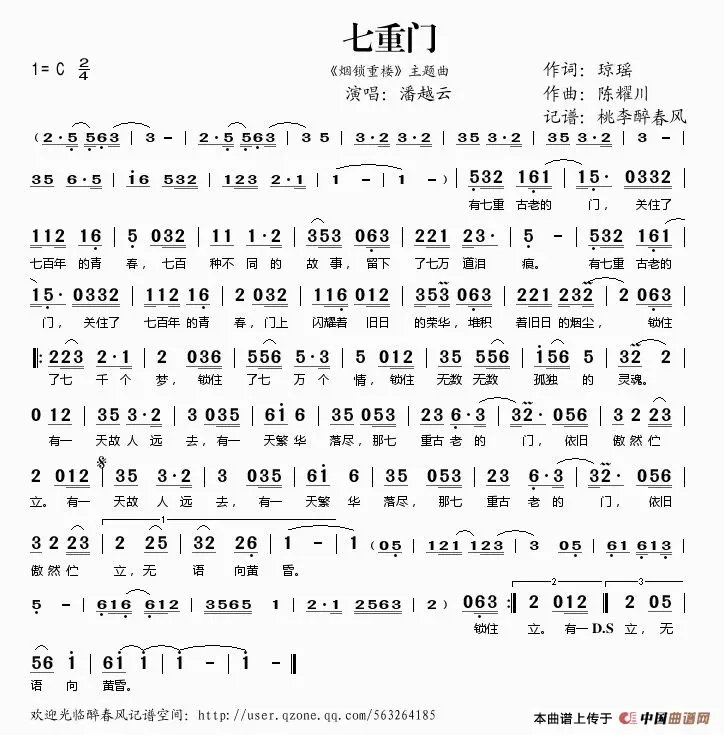 七重门
1=C 2/4
《烟锁重楼》主题曲
作词：琼瑶
演唱：潘越云
作曲：陈耀川
记谱：桃李醉春风
(2·5 563 | 3 - | 2·5 563 | 35 | 35 3·2 | 35 3·2 | 35 3·2 |
35 6·5 | i6 532 | 123 2·1 | 1 - | 1 - ) | 532 161 | 15· 0332 |
有七重 古老的 门，关住了
112 16 | 5 032 | 11 1·2 | 353 063 | 221 23· | 5 - | 532 161 |
七百年 的青 春，七百 种不 同的 故 事，留下 了七万 道泪 痕。有七重 古老的
15· 0332 | 112 16 | 2 032 | 112 012 | 353 063 | 221 232 | 2 063 |
门，关住了 七百年 的青 春，门上 闪耀着 旧日 的荣华，堆积 着旧日 的烟尘，锁住
|: 223 2·1 | 2 036 | 556 5·3 | 5 012 | 35 556 | i56 5 | 32 2 |
了七 千个 梦，锁住 了七 万个 情，锁住 无数 无数 孤独 的 灵魂。
0 12 | 35 3·2 | 3 035 | 6i 6 | 35 053 | 23 6·3 | 32· 056 | 32 23 |
有一 天故 人远 去，有一 天繁 华 落尽，那七 重古 老的 门，依旧 傲然 伫
2 012 | 35 3·2 | 3 035 | 6i 6 | 35 053 | 23 6·3 | 32· 056 |
立。有一 天故 人远 去，有一 天繁 华 落尽，那七 重古 老的 门，依旧
1
32 23 | 2 25 | 32 26 | 1 - | 1 - | (05 | 121 123 | 3 05 | 61 613 |
傲然 伫 立，无 语 向黄 昏。
2 3
5 - | 616 612 | 3565 1 | 2·1 2563 | 2) 063 :| 2 012 | 2 05 |
锁住 立。有一 D.S 立，无
56 i | 6i i | i - | i - ||
语 向 黄昏。
欢迎光临醉春风记谱空间：http://user.qzone.qq.com/563264185
本曲谱上传于 中国曲谱网
www.qupu123.com